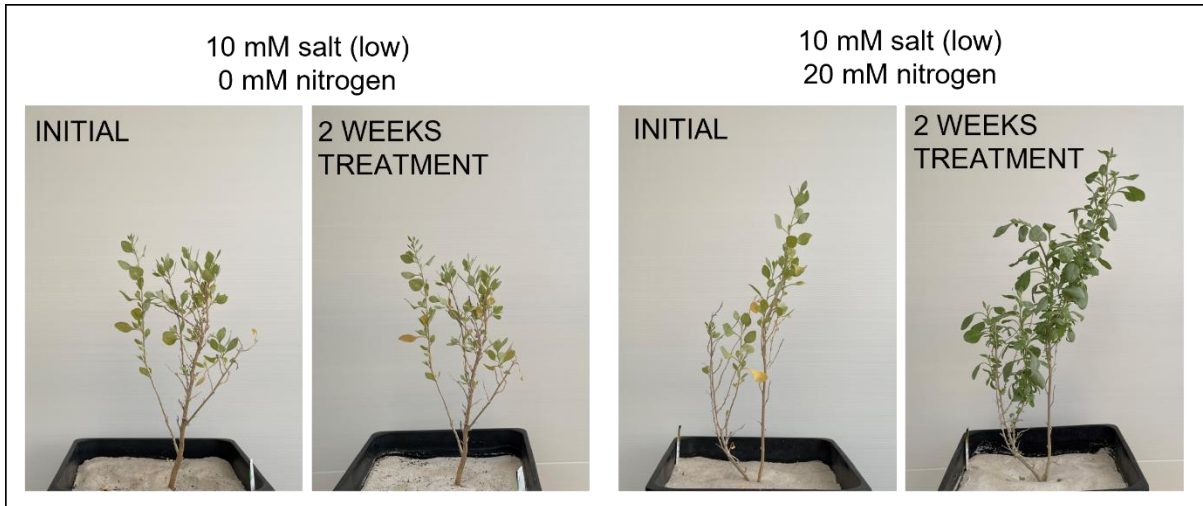 10 mM salt (low)
0 mM nitrogen
INITIAL
2 WEEKS
TREATMENT
10 mM salt (low)
20 mM nitrogen
INITIAL
2 WEEKS
TREATMENT